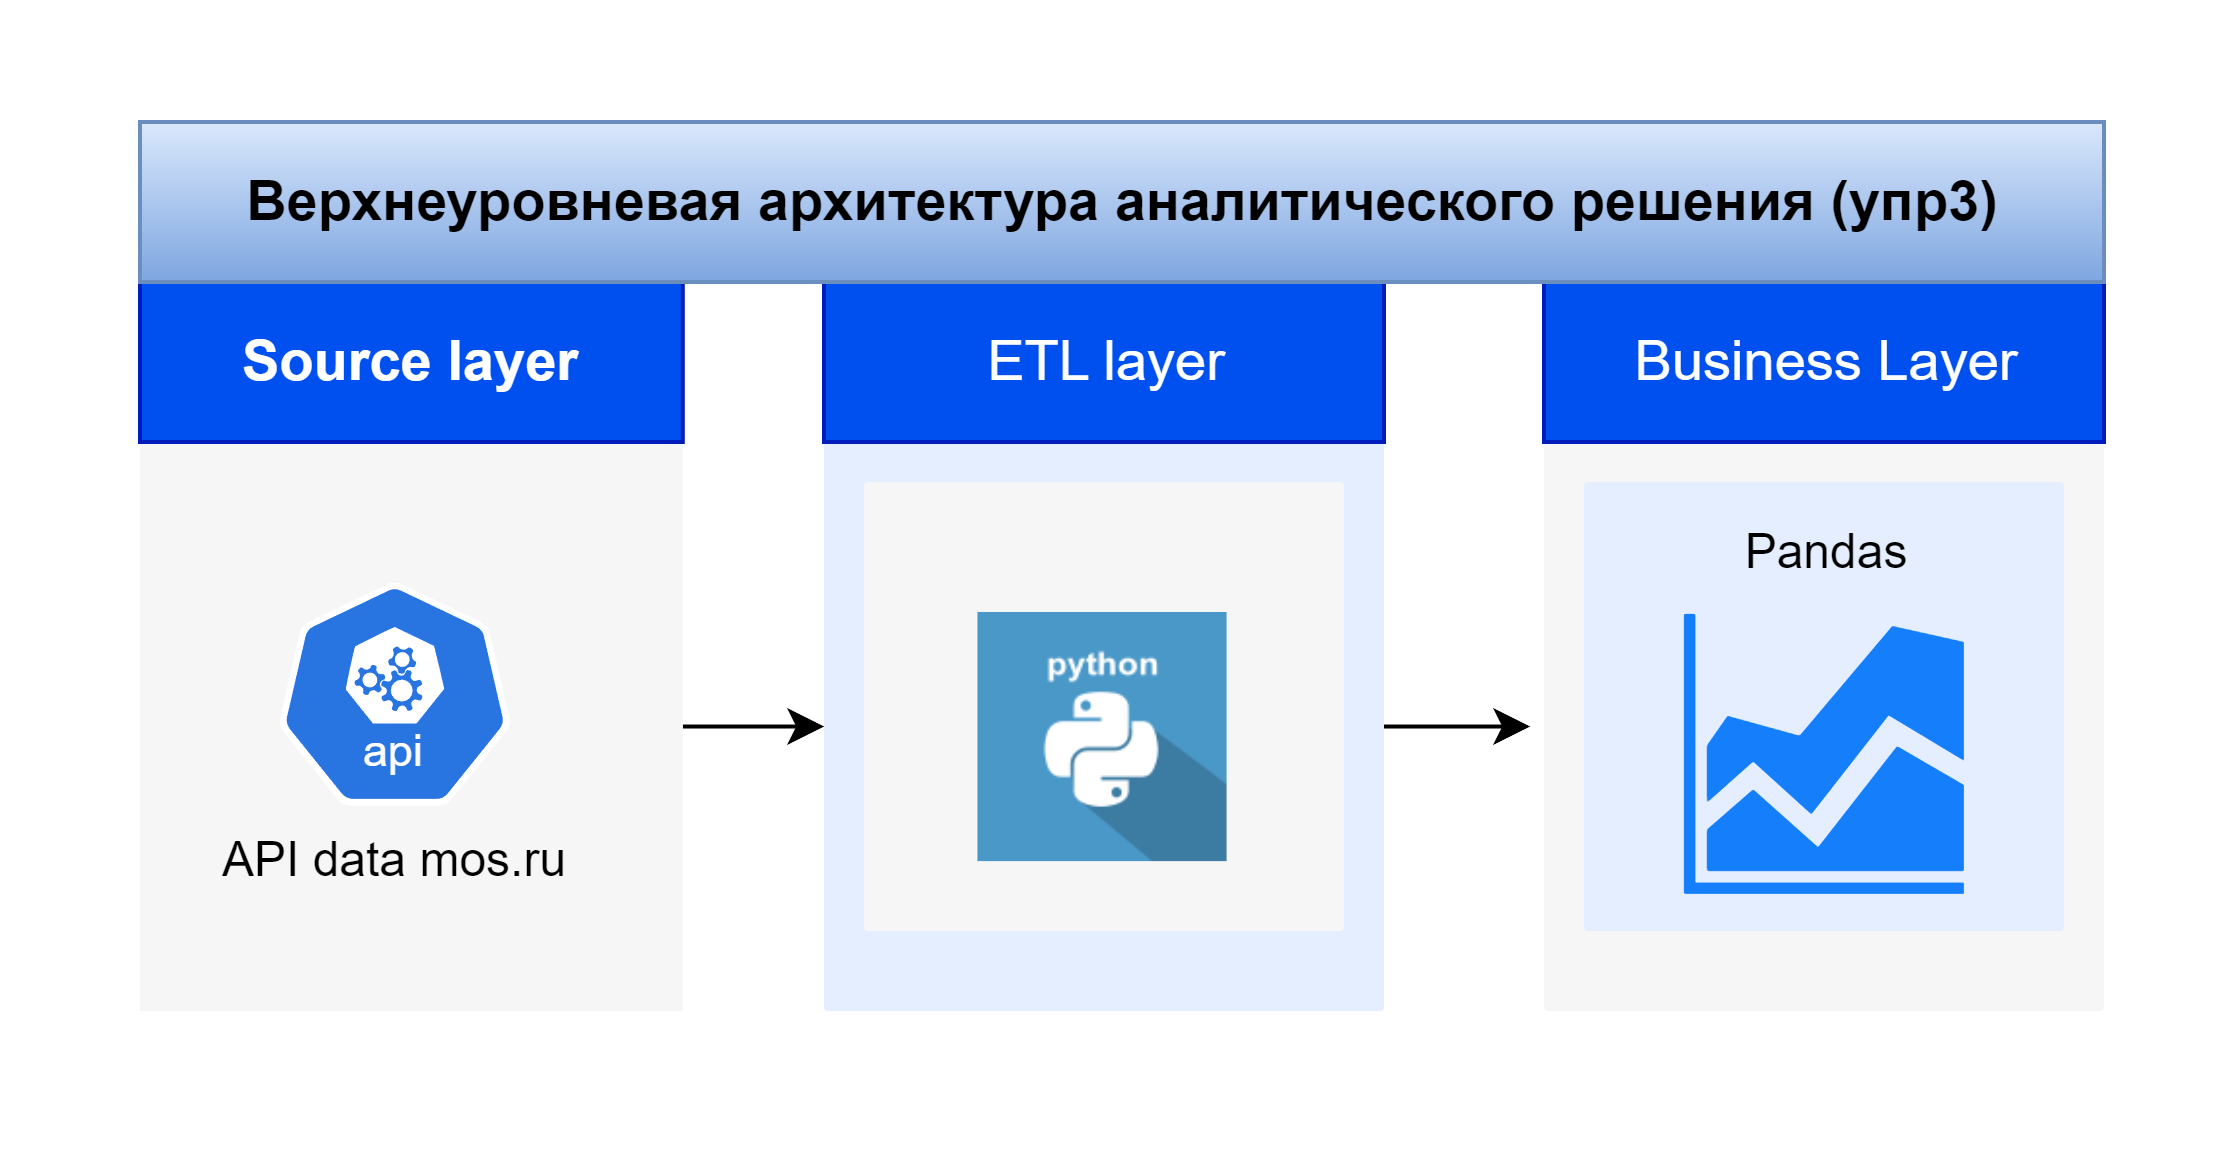 Верхнеуровневая архитектура аналитического решения (упр3)
Source layer
ETL layer
Business Layer
api
API data mos.ru
python
Pandas